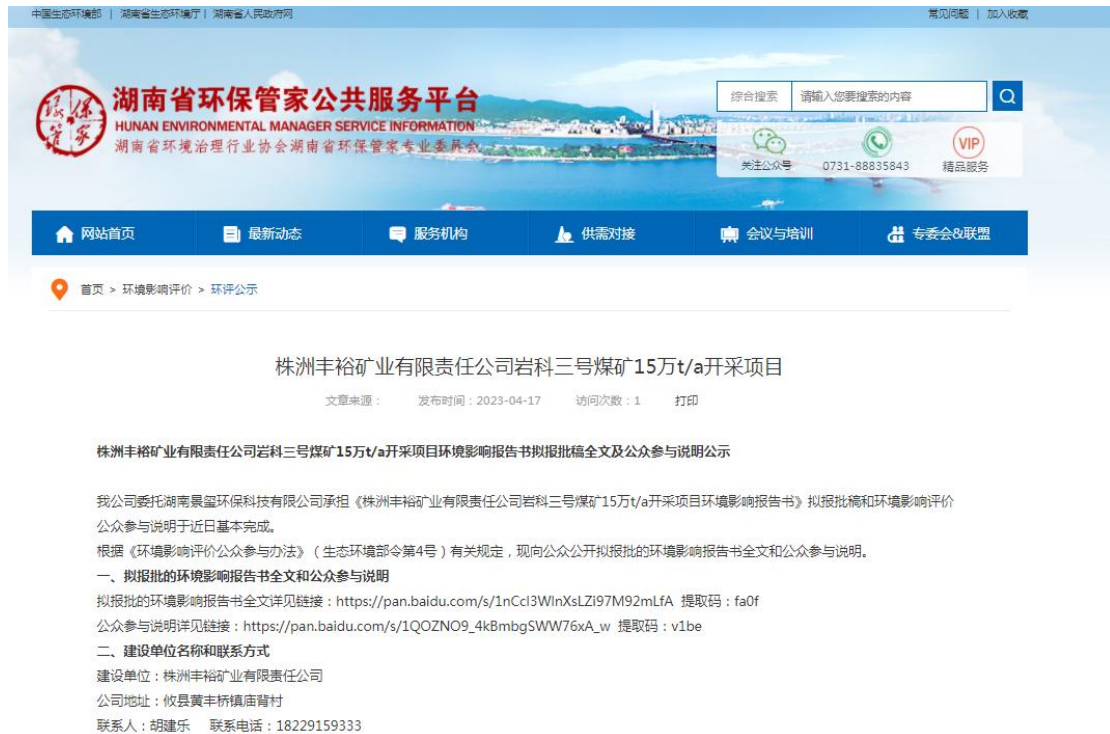 中国生态环境部 | 湖南省生态环境厅 | 湖南省人民政府网
常见问题 | 加入收藏
环保管家
湖南省环保管家公共服务平台
HUNAN ENVIRONMENTAL MANAGER SERVICE INFORMATION
湖南省环境治理行业协会湖南省环保管家专业委员会
综合搜索 请输入您要搜索的内容
VIP
关注公众号 0731-88835843 精品服务
网站首页 最新动态 服务机构 供需对接 会议与培训 专委会&联盟
首页 > 环境影响评价 > 环评公示
株洲丰裕矿业有限责任公司岩科三号煤矿15万t/a开采项目
文章来源： 发布时间：2023-04-17 访问次数：1 打印
株洲丰裕矿业有限责任公司岩科三号煤矿15万t/a开采项目环境影响报告书拟报批稿全文及公众参与说明公示
我公司委托湖南景玺环保科技有限公司承担《株洲丰裕矿业有限责任公司岩科三号煤矿15万t/a开采项目环境影响报告书》拟报批稿和环境影响评价
公众参与说明于近日基本完成。
根据《环境影响评价公众参与办法》（生态环境部令第4号）有关规定，现向公众公开拟报批的环境影响报告书全文和公众参与说明。
一、拟报批的环境影响报告书全文和公众参与说明
拟报批的环境影响报告书全文详见链接：https://pan.baidu.com/s/1nCcl3WlnXsLZi97M92mLfA 提取码：fa0f
公众参与说明详见链接：https://pan.baidu.com/s/1QOZNO9_4kBmbgSWW76xA_w 提取码：v1be
二、建设单位名称和联系方式
建设单位：株洲丰裕矿业有限责任公司
公司地址：攸县黄丰桥镇庙背村
联系人：胡建乐 联系电话：18229159333